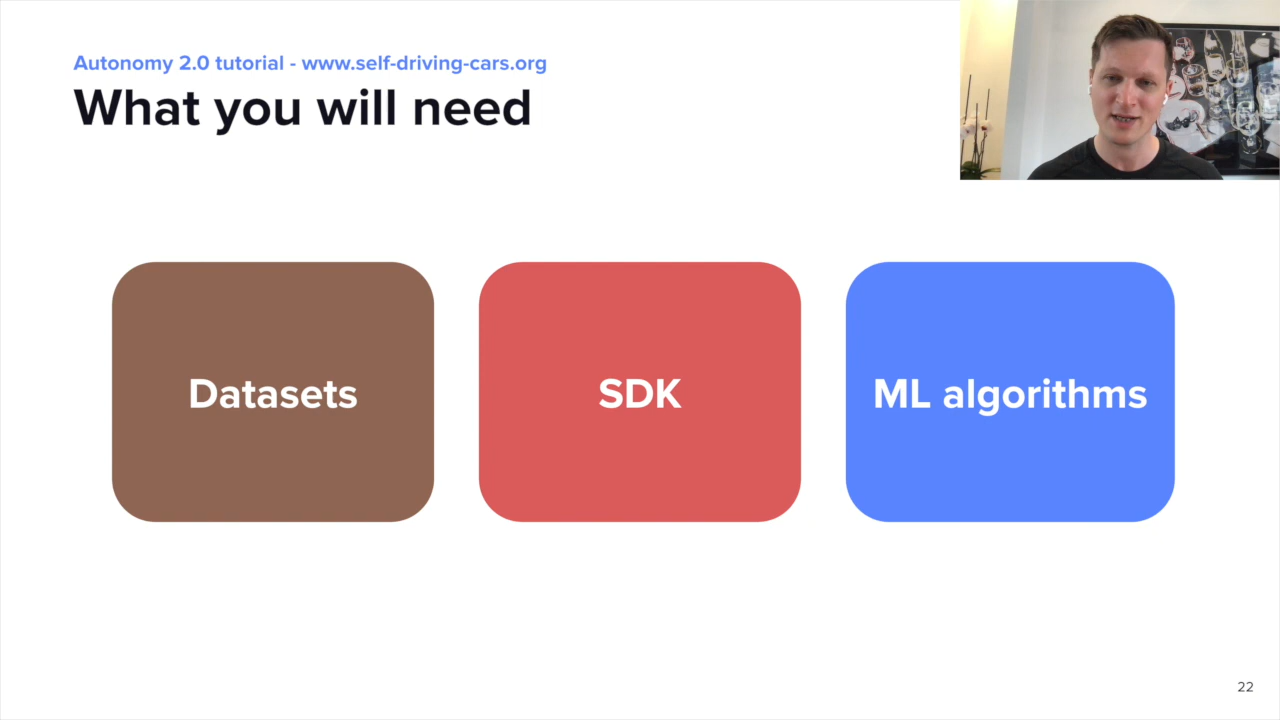 Autonomy 2.0 tutorial - www.self-driving-cars.org
What you will need
Datasets
SDK
ML algorithms
22